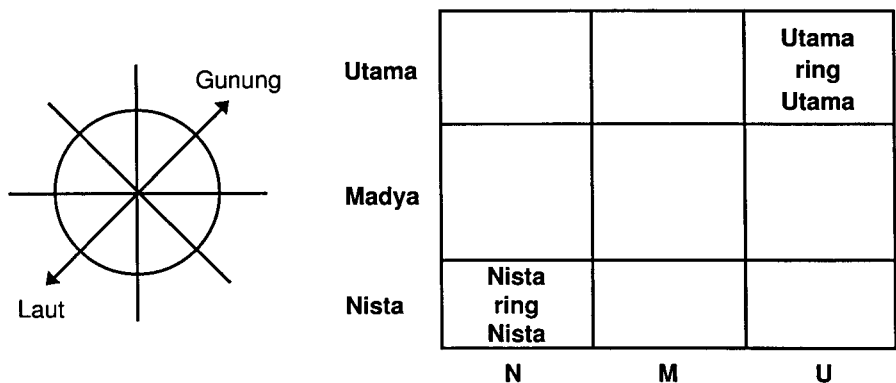 Gunung
Laut
Utama
Utama
ring
Utama
Madya
Nista
Nista
ring
Nista
N M U